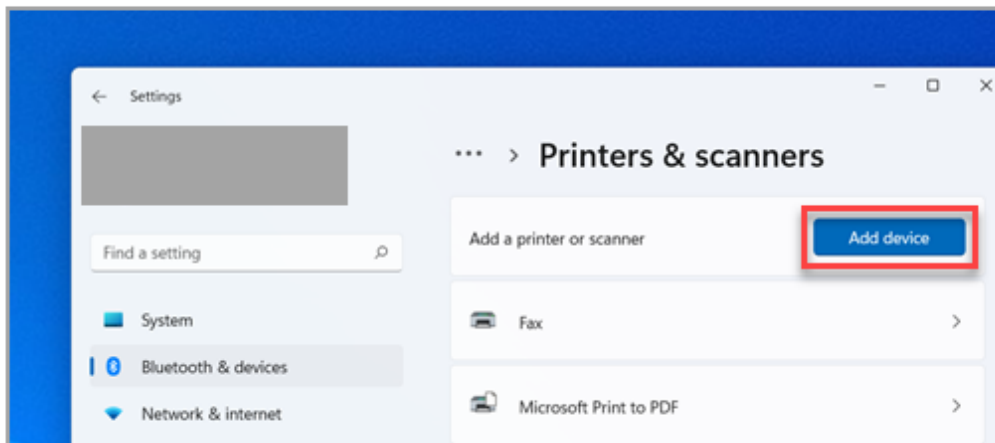 Settings
Find a setting
System
Bluetooth & devices
Network & internet
••• > Printers & scanners
Add a printer or scanner
Add device
Fax
Microsoft Print to PDF